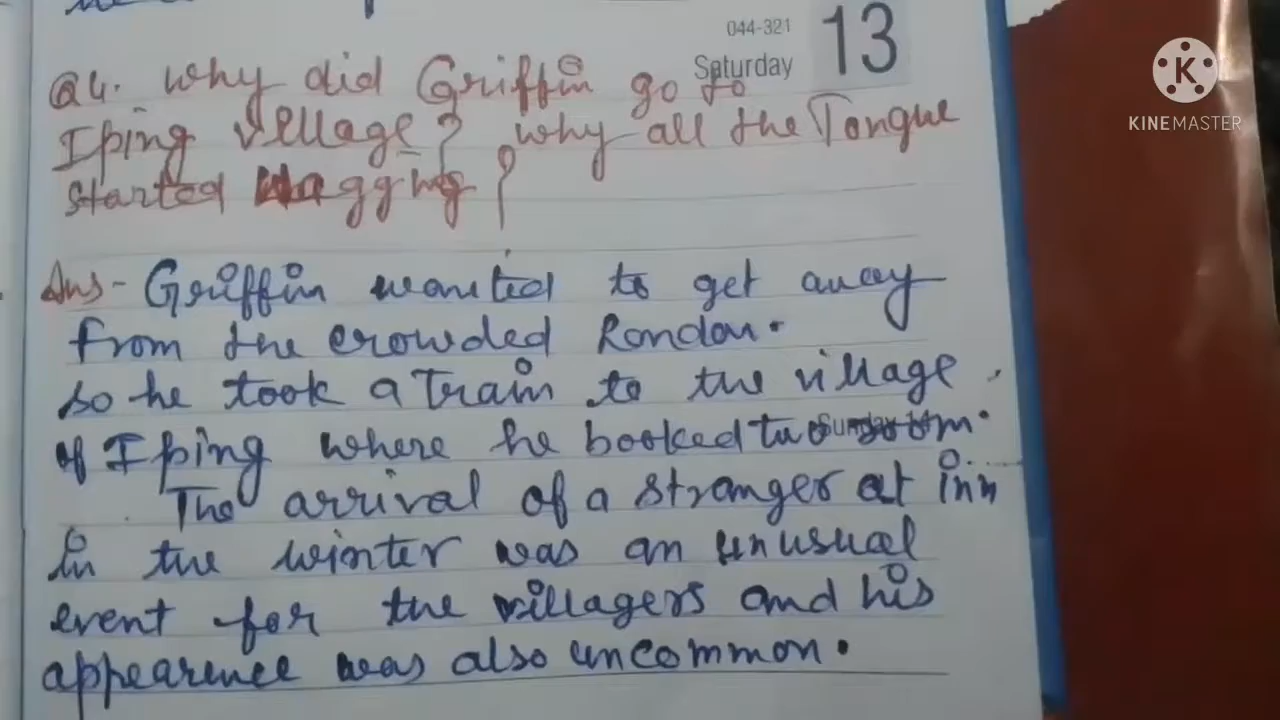 044-321
Saturday 13
Q4. Why did Griffin go to
Iping village? why all the Tongue
started wagging?
Ans- Griffin wanted to get away
from the crowded London.
so he took a train to the village
of Iping where he booked two room.
The arrival of a stranger at inn
in the winter was an unusual
event for the villagers and his
appearence was also uncommon.
K
KINEMASTER